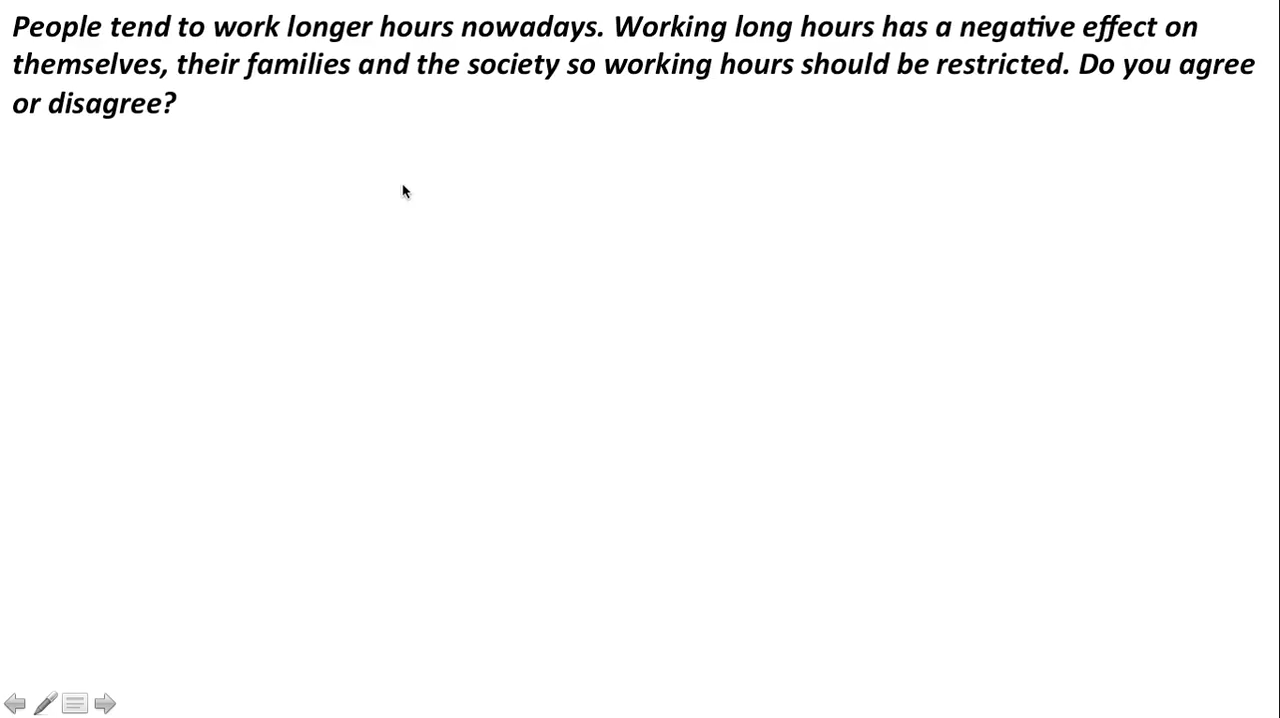 People tend to work longer hours nowadays. Working long hours has a negative effect on
themselves, their families and the society so working hours should be restricted. Do you agree
or disagree?